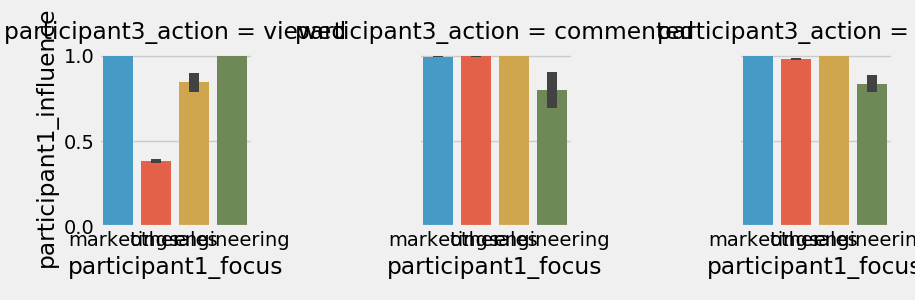 participant3_action = viewed
participant3_action = commented
participant3_action =
participant1_influence
1.0
0.5
0.0
marketing other sales engineering
marketing other sales engineering
marketing other sales engineerin
participant1_focus
participant1_focus
participant1_focus